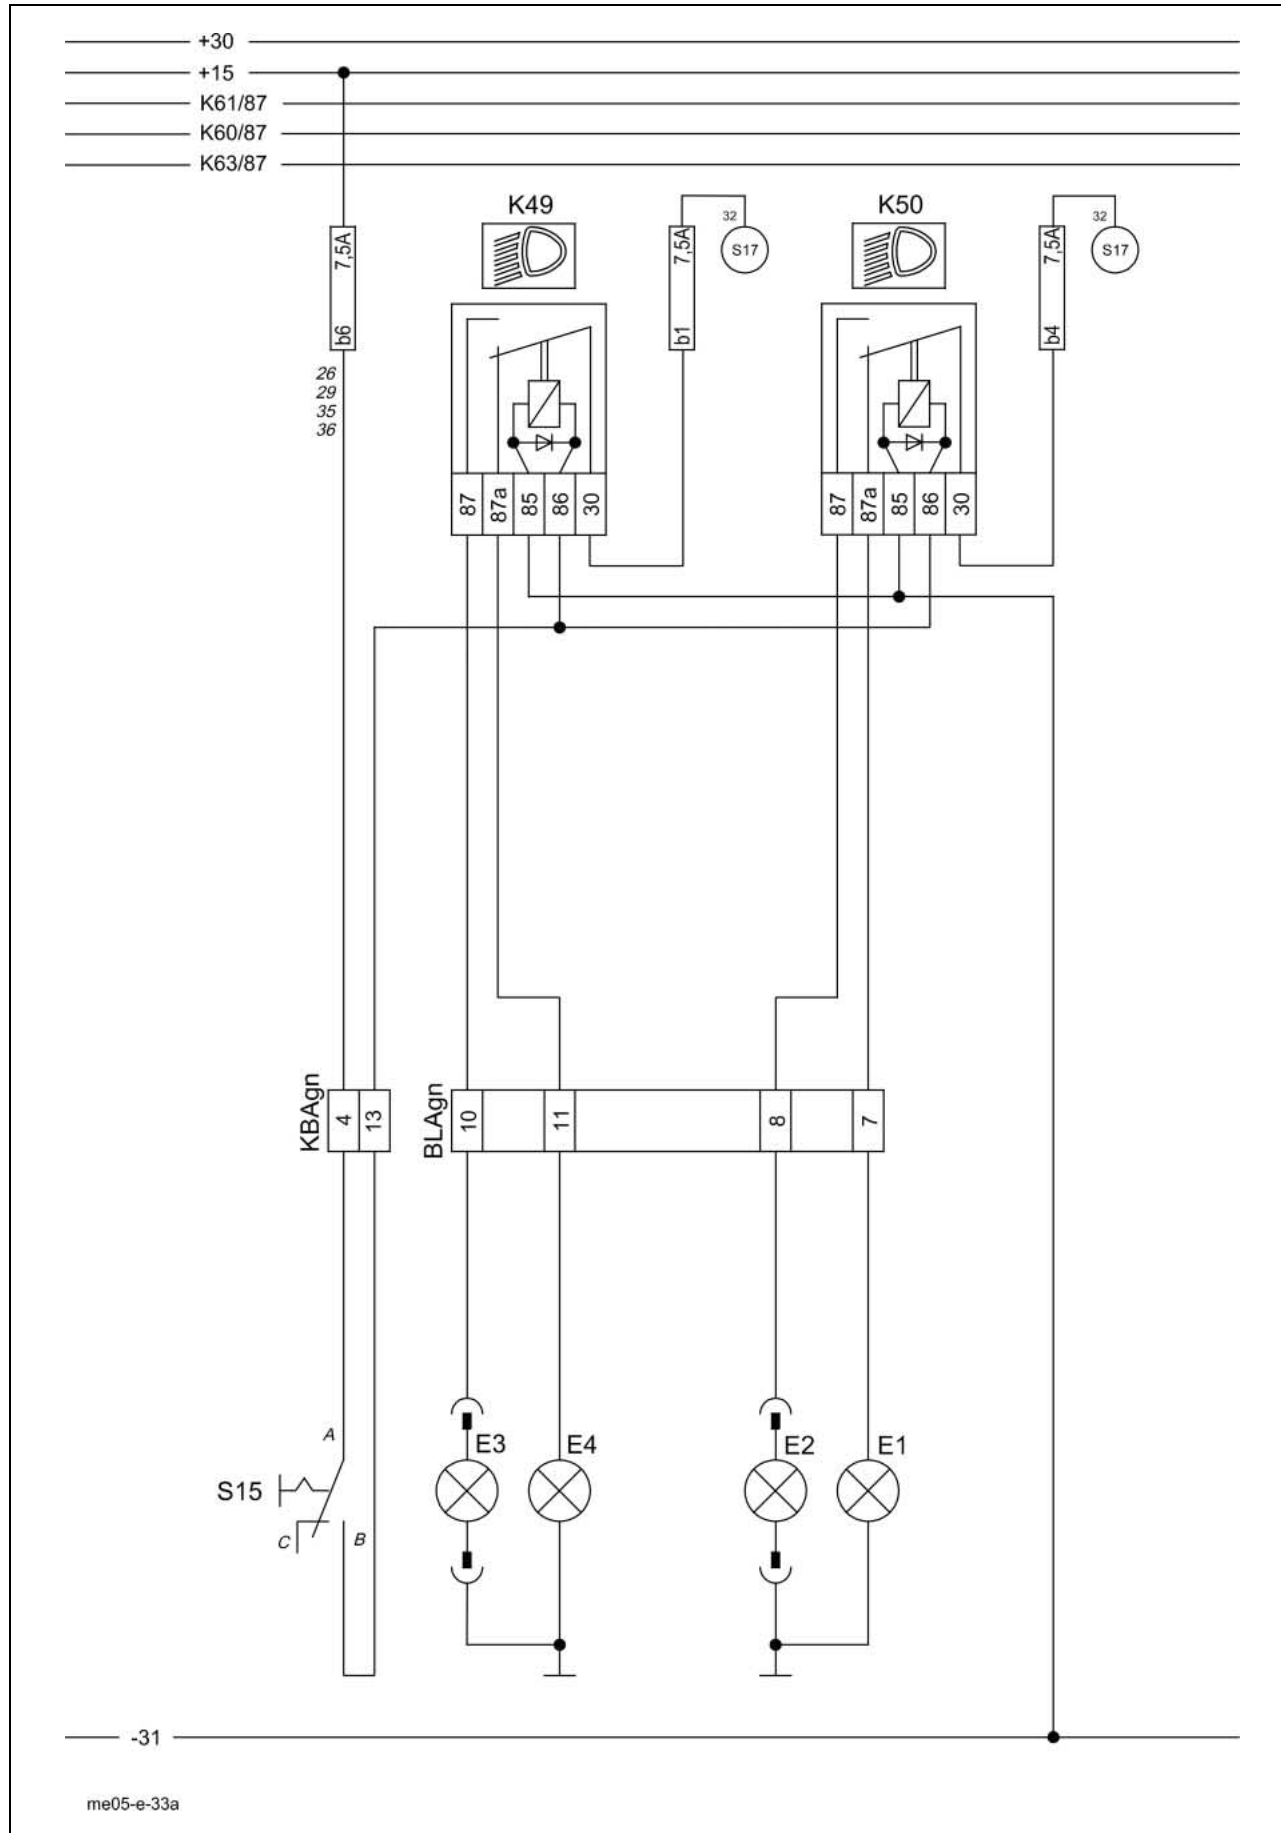 +30
+15
K61/87
K60/87
K63/87
K49
K50
7,5A
b6
7,5A
b1
32
S17
7,5A
b4
32
S17
26
29
35
36
87
87a
85
86
30
87
87a
85
86
30
KBAgn
4
13
BLAgn
10
11
8
7
A
E3
E4
E2
E1
S15
C
B
-31
me05-e-33a